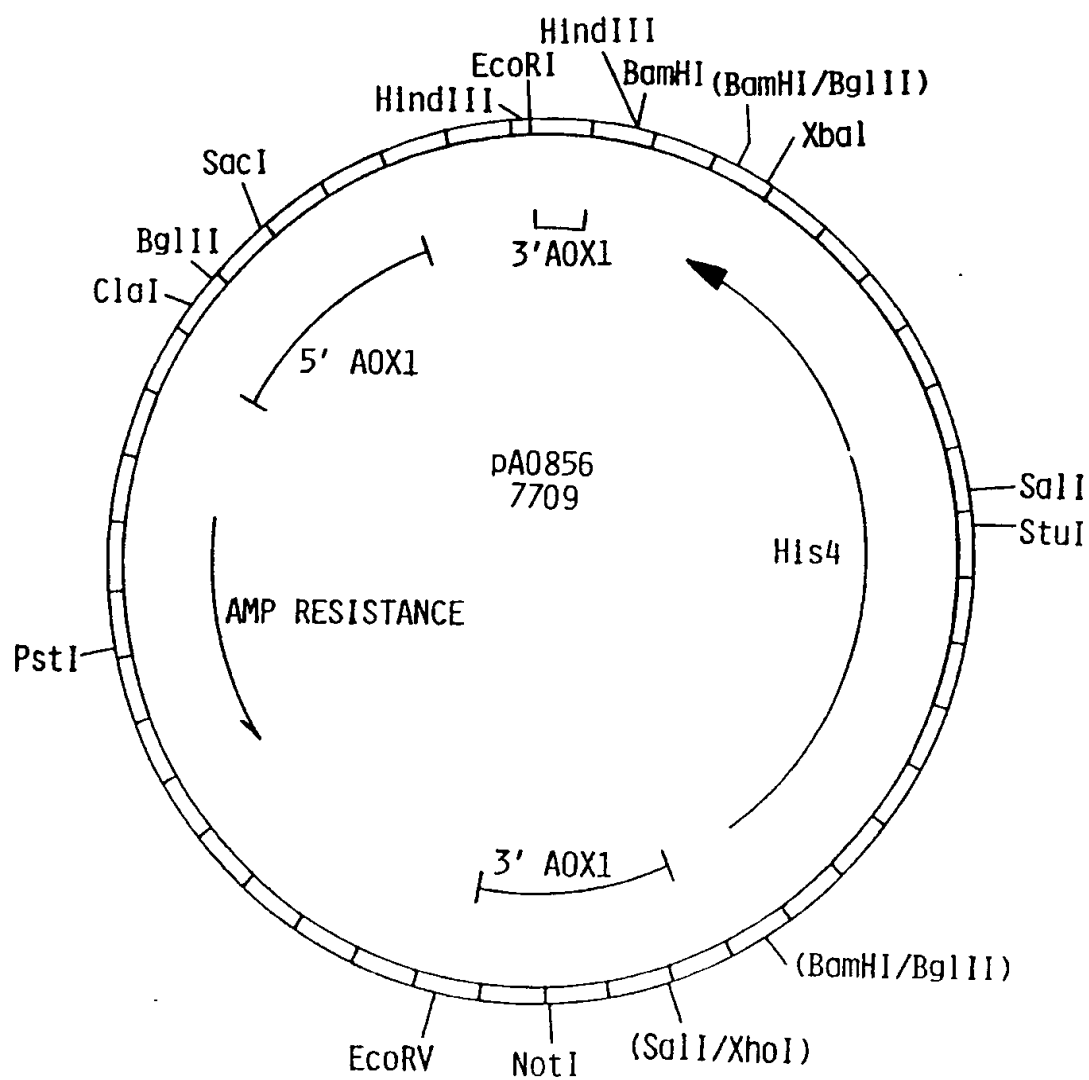 HindIII
EcoRI
BamHI
(BamHI/BglII)
HindIII
XbaI
SacI
BglII
3'AOX1
ClaI
5' AOX1
pAO856
7709
SalI
StuI
His4
AMP RESISTANCE
PstI
3' AOX1
(BamHI/BglII)
(SalI/XhoI)
EcoRV
NotI